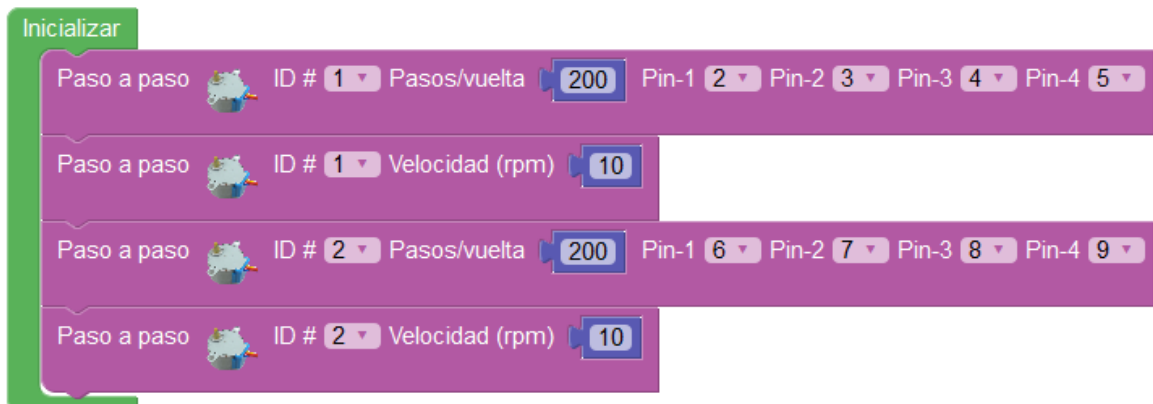 Inicializar
Paso a paso ID # 1 Pasos/vuelta 200 Pin-1 2 Pin-2 3 Pin-3 4 Pin-4 5
Paso a paso ID # 1 Velocidad (rpm) 10
Paso a paso ID # 2 Pasos/vuelta 200 Pin-1 6 Pin-2 7 Pin-3 8 Pin-4 9
Paso a paso ID # 2 Velocidad (rpm) 10